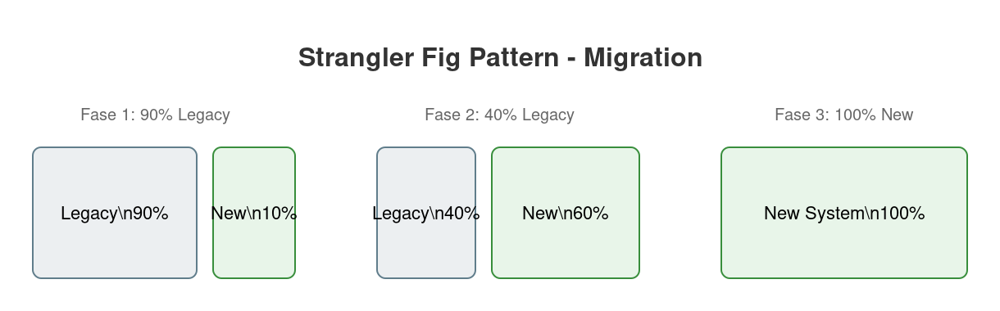 Strangler Fig Pattern - Migration
Fase 1: 90% Legacy
Fase 2: 40% Legacy
Fase 3: 100% New
Legacy\n90%
New\n10%
Legacy\n40%
New\n60%
New System\n100%